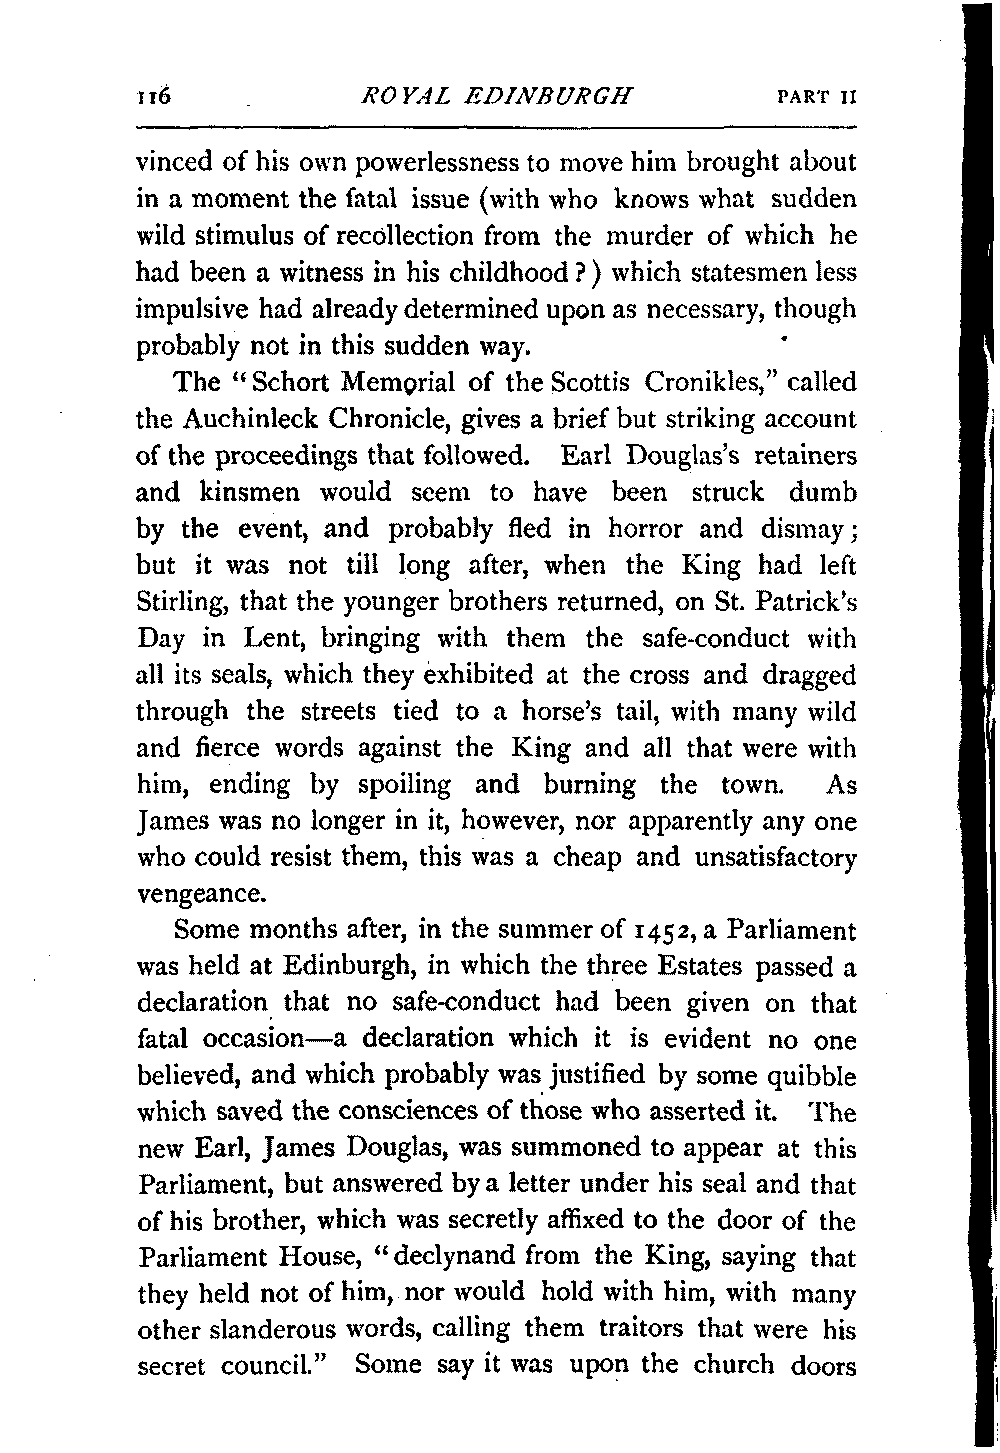 116 ROYAL EDINBURGH PART II
vinced of his own powerlessness to move him brought about
in a moment the fatal issue (with who knows what sudden
wild stimulus of recollection from the murder of which he
had been a witness in his childhood?) which statesmen less
impulsive had already determined upon as necessary, though
probably not in this sudden way.
The “Schort Memorial of the Scottis Cronikles,” called
the Auchinleck Chronicle, gives a brief but striking account
of the proceedings that followed. Earl Douglas’s retainers
and kinsmen would seem to have been struck dumb
by the event, and probably fled in horror and dismay;
but it was not till long after, when the King had left
Stirling, that the younger brothers returned, on St. Patrick’s
Day in Lent, bringing with them the safe-conduct with
all its seals, which they exhibited at the cross and dragged
through the streets tied to a horse’s tail, with many wild
and fierce words against the King and all that were with
him, ending by spoiling and burning the town. As
James was no longer in it, however, nor apparently any one
who could resist them, this was a cheap and unsatisfactory
vengeance.
Some months after, in the summer of 1452, a Parliament
was held at Edinburgh, in which the three Estates passed a
declaration that no safe-conduct had been given on that
fatal occasion—a declaration which it is evident no one
believed, and which probably was justified by some quibble
which saved the consciences of those who asserted it. The
new Earl, James Douglas, was summoned to appear at this
Parliament, but answered by a letter under his seal and that
of his brother, which was secretly affixed to the door of the
Parliament House, “declynand from the King, saying that
they held not of him, nor would hold with him, with many
other slanderous words, calling them traitors that were his
secret council.” Some say it was upon the church doors